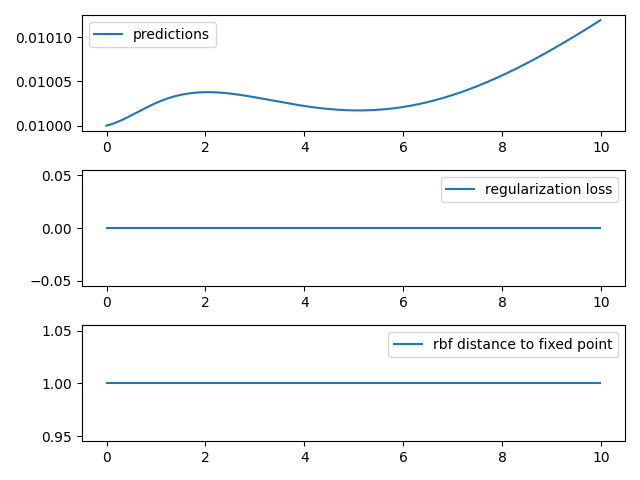 0.01010
0.01005
0.01000
predictions
0 2 4 6 8 10
0.05
0.00
−0.05
regularization loss
0 2 4 6 8 10
1.05
1.00
0.95
rbf distance to fixed point
0 2 4 6 8 10